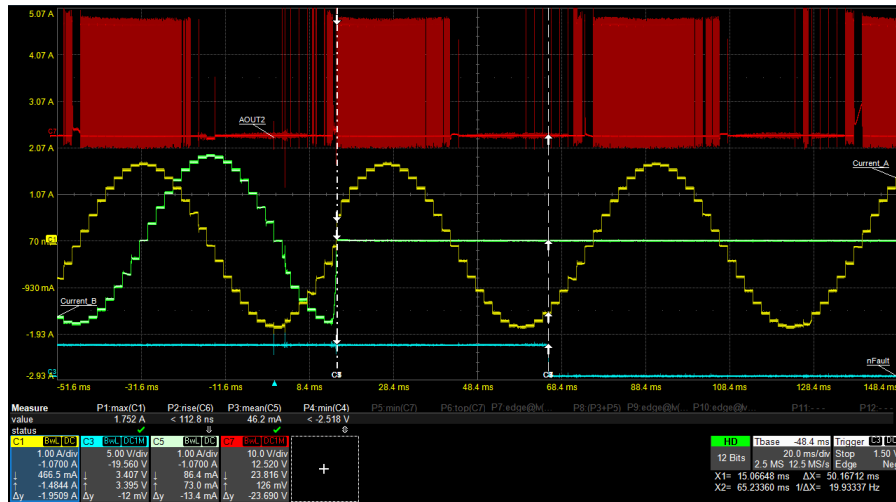 5.07 A
4.07 A
3.07 A
C7
AOUT2
2.07 A
Current_A
1.07 A
C1
-930 mA
Current_B
-1.93 A
C3
-2.93 A
nFault
-51.6 ms -31.6 ms -11.6 ms 8.4 ms 28.4 ms 48.4 ms 68.4 ms 88.4 ms 108.4 ms 128.4 ms 148.4 ms
Measure P1:max(C1) P2:rise(C6) P3:mean(C5) P4:min(C4) P5:min(C7) P6:top(C7) P7:edge@M(... P8:(P3+P5) P9:edge@M(... P10:edge@M(... P11:--- P12:---
value 1.752 A < 112.8 ns 46.2 mA < -2.518 V
status
C1 BwL DC C3 BwL DC1M C5 BwL DC C7 BwL DC1M
1.00 A/div 5.00 V/div 1.00 A/div 10.0 V/div
-1.0700 A -19.560 V -1.0700 A 12.520 V
↓ 466.5 mA ↓ 3.407 V ↓ 86.4 mA ↓ 23.816 V
↑ -1.4844 A ↑ 3.395 V ↑ 73.0 mA ↑ 126 mV
Δy -1.9509 A Δy -12 mV Δy -13.4 mA Δy -23.690 V
+
HD Tbase -48.4 ms Trigger C3 DC
12 Bits 20.0 ms/div Stop 1.50 V
2.5 MS 12.5 MS/s Edge
X1= 15.06648 ms ΔX= 50.16712 ms
X2= 65.23360 ms 1/ΔX= 19.93337 Hz